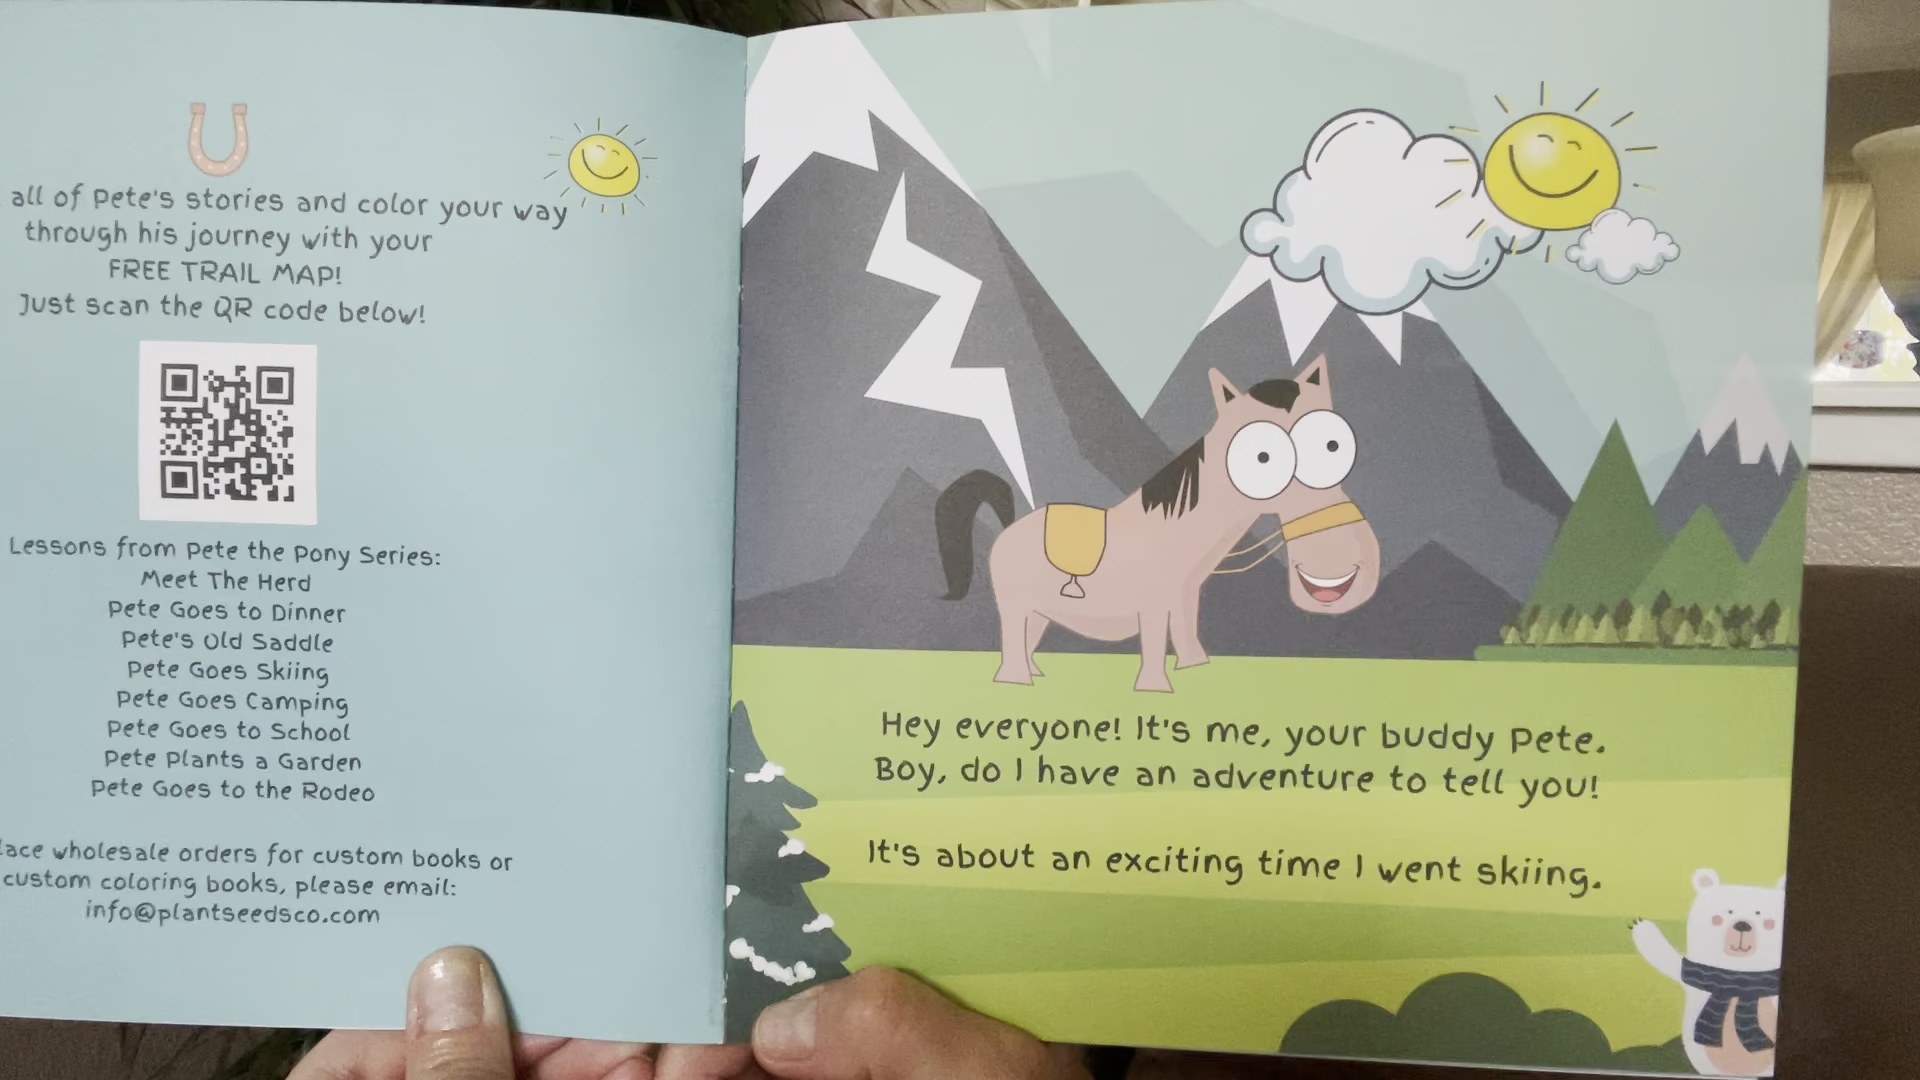 all of Pete's stories and color your way
through his journey with your
FREE TRAIL MAP!
Just scan the QR code below!
Lessons from Pete the Pony Series:
Meet The Herd
Pete Goes to Dinner
Pete's Old Saddle
Pete Goes Skiing
Pete Goes Camping
Pete Goes to School
Pete Plants a Garden
Pete Goes to the Rodeo
wholesale orders for custom books or
custom coloring books, please email:
info@plantseedsco.com
Hey everyone! It's me, your buddy Pete.
Boy, do I have an adventure to tell you!
It's about an exciting time I went skiing.